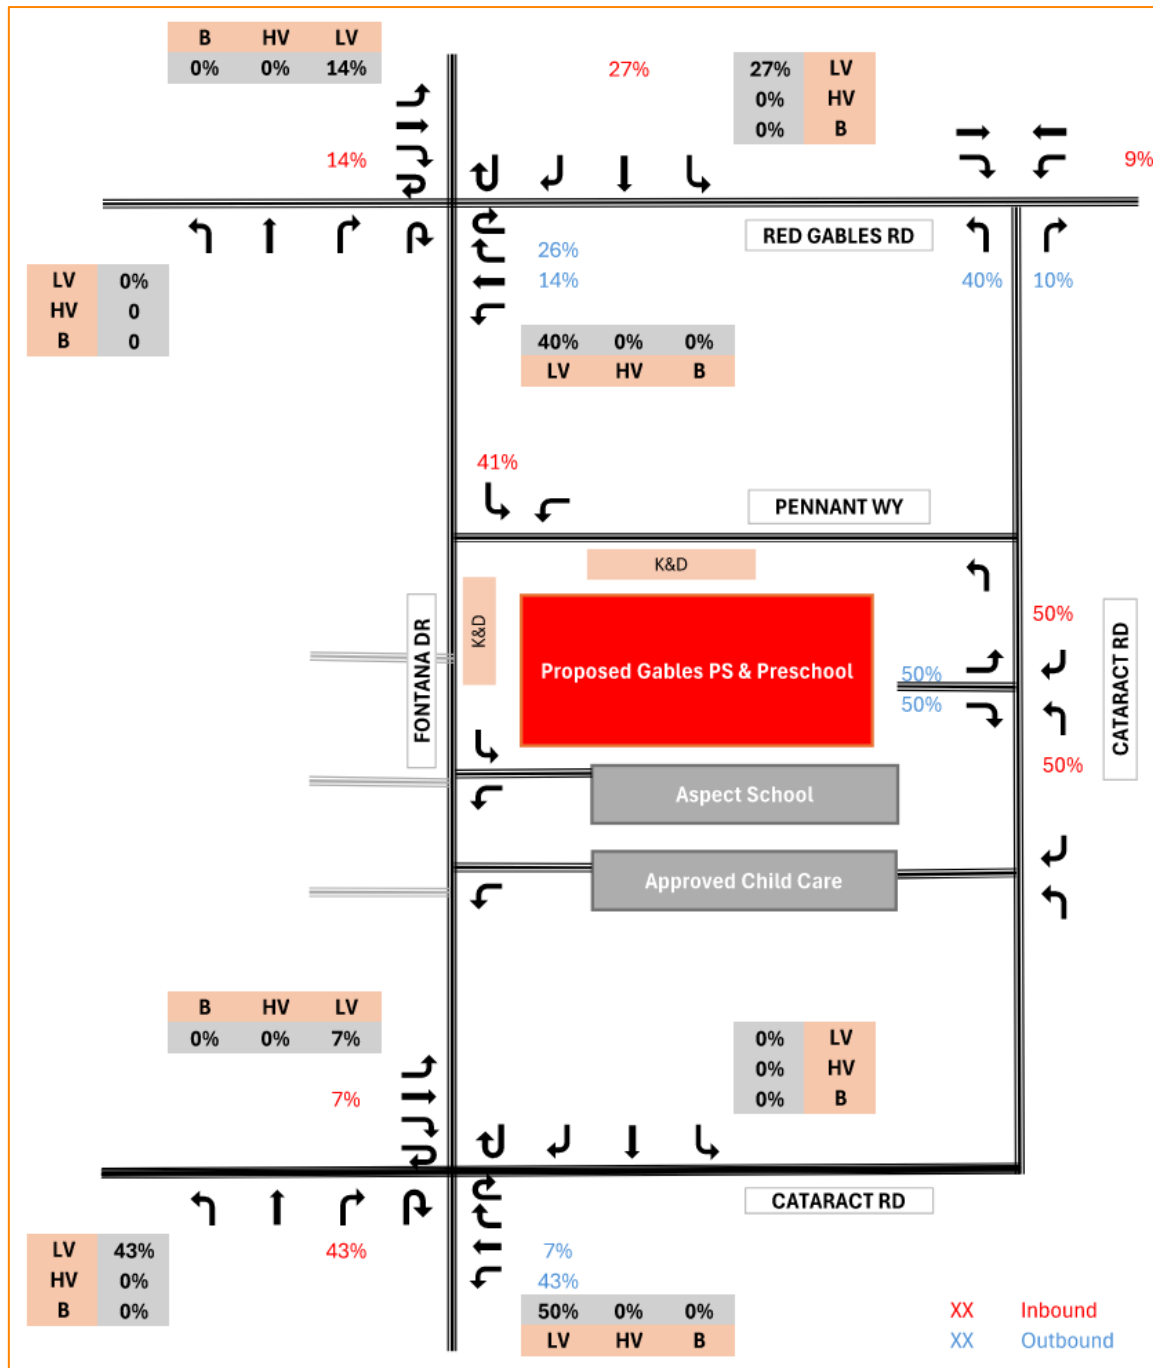 B HV LV
0% 0% 14%
27%
27% LV
0% HV
0% B
14%
9%
RED GABLES RD
26%
14%
40% 10%
LV 0%
HV 0
B 0
40% 0% 0%
LV HV B
41%
PENNANT WY
K&D
K&D
FONTANA DR
Proposed Gables PS & Preschool
50%
50%
50%
CATARACT RD
50%
Aspect School
Approved Child Care
B HV LV
0% 0% 7%
0% LV
0% HV
0% B
7%
CATARACT RD
LV 43%
HV 0%
B 0%
43%
7%
43%
50% 0% 0%
LV HV B
XX Inbound
XX Outbound